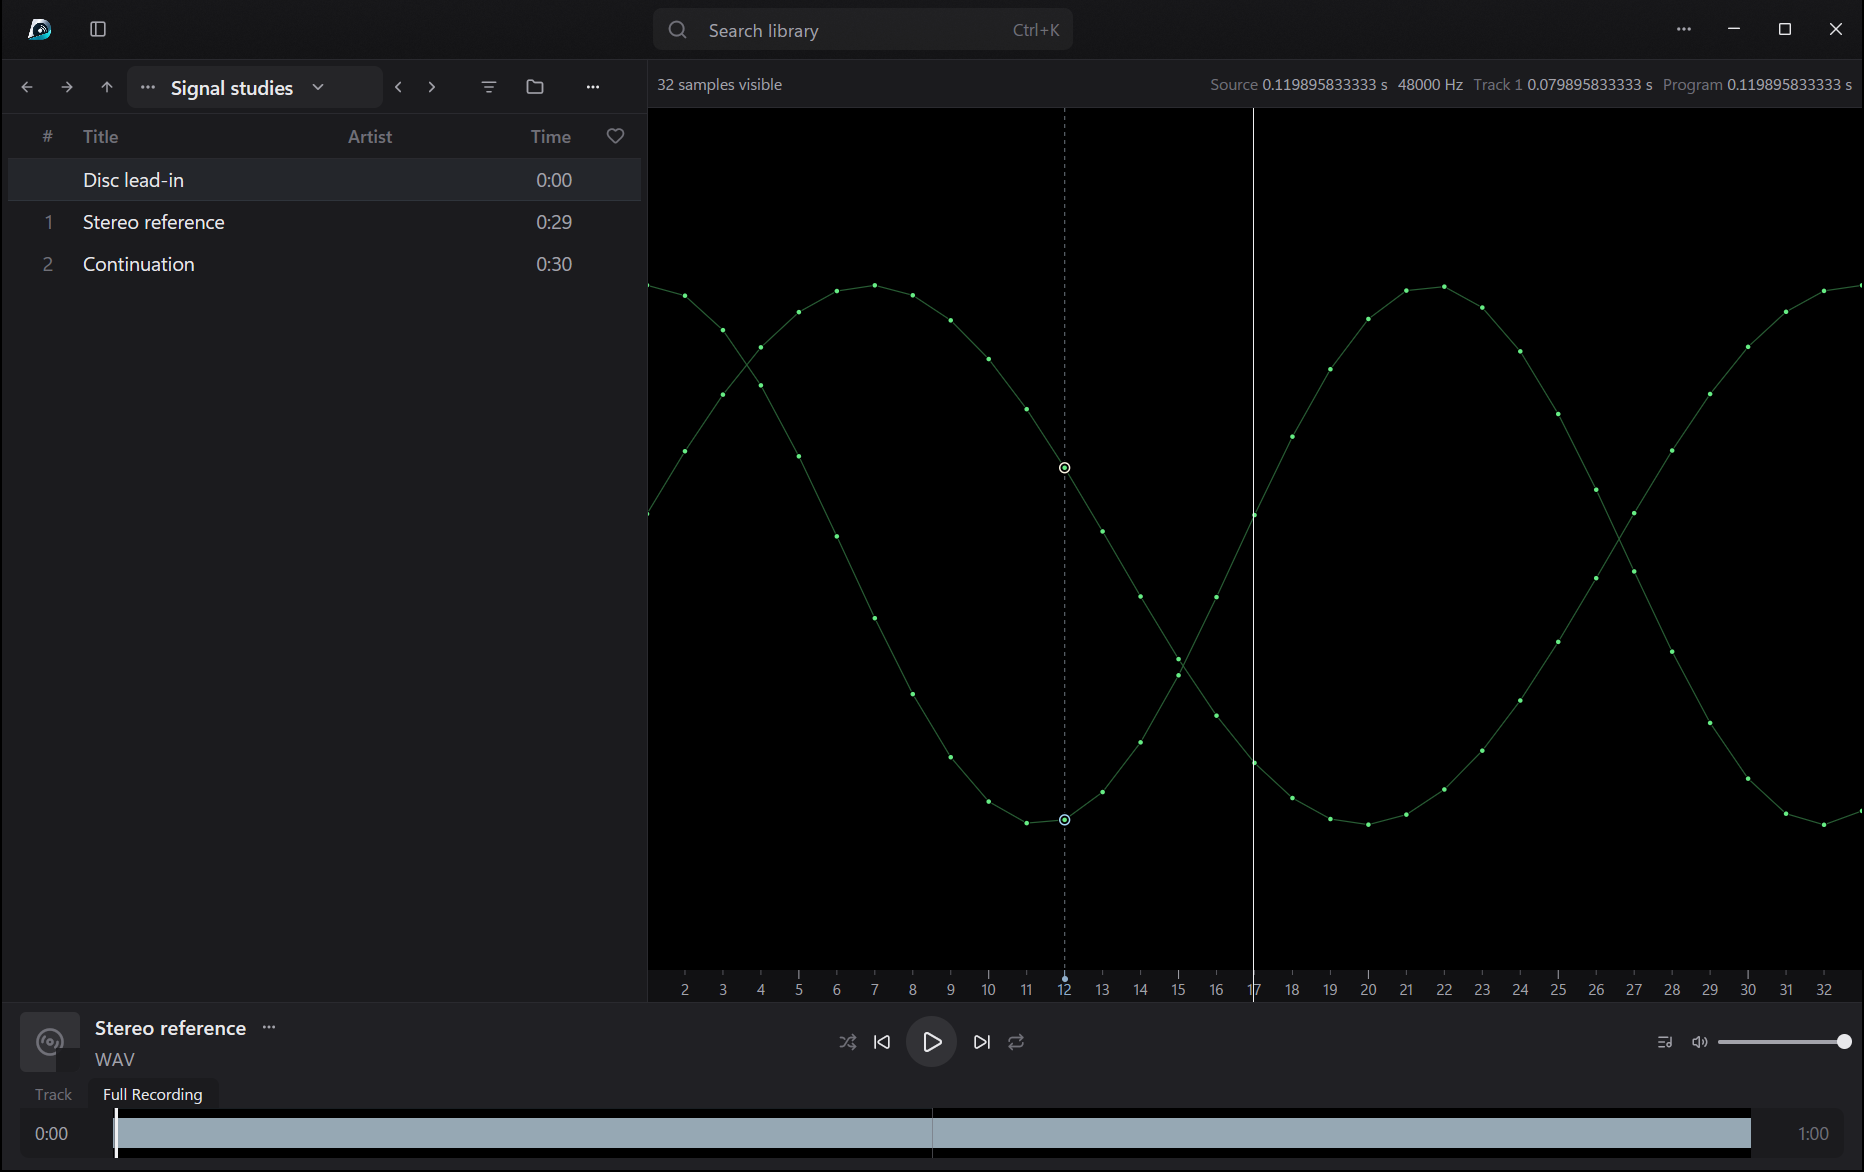 Search library Ctrl+K
Signal studies
32 samples visible Source 0.119895833333 s 48000 Hz Track 1 0.079895833333 s Program 0.119895833333 s
# Title Artist Time
Disc lead-in 0:00
1 Stereo reference 0:29
2 Continuation 0:30
2 3 4 5 6 7 8 9 10 11 12 13 14 15 16 17 18 19 20 21 22 23 24 25 26 27 28 29 30 31 32
Stereo reference
WAV
Track Full Recording
0:00 1:00